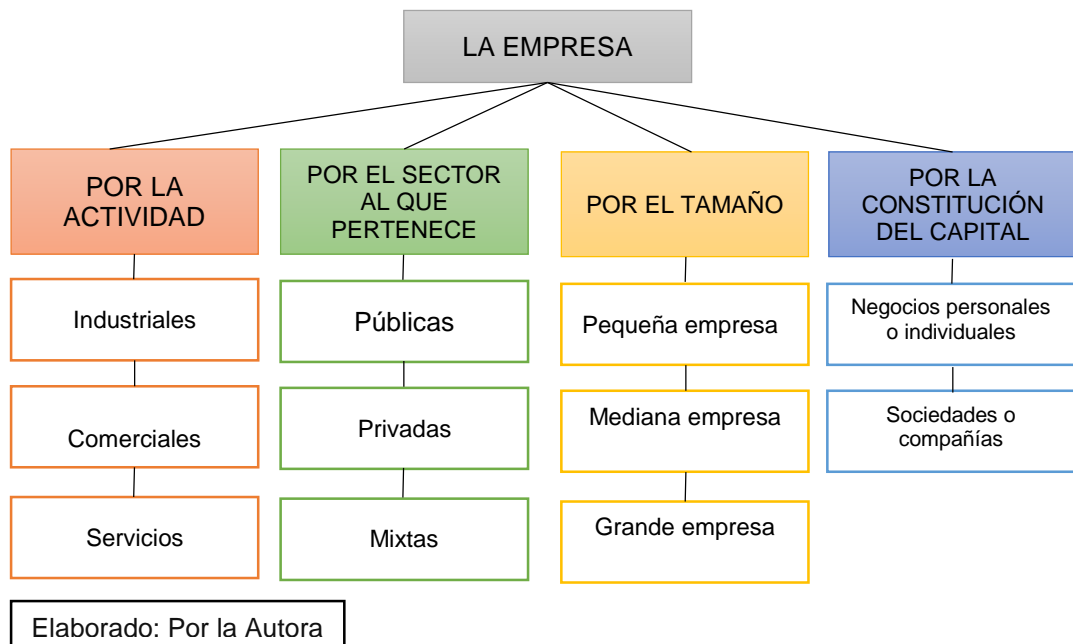 LA EMPRESA
POR LA
ACTIVIDAD
Industriales
Comerciales
Servicios
POR EL SECTOR
AL QUE
PERTENECE
Públicas
Privadas
Mixtas
POR EL TAMAÑO
Pequeña empresa
Mediana empresa
Grande empresa
POR LA
CONSTITUCIÓN
DEL CAPITAL
Negocios personales
o individuales
Sociedades o
compañías
Elaborado: Por la Autora